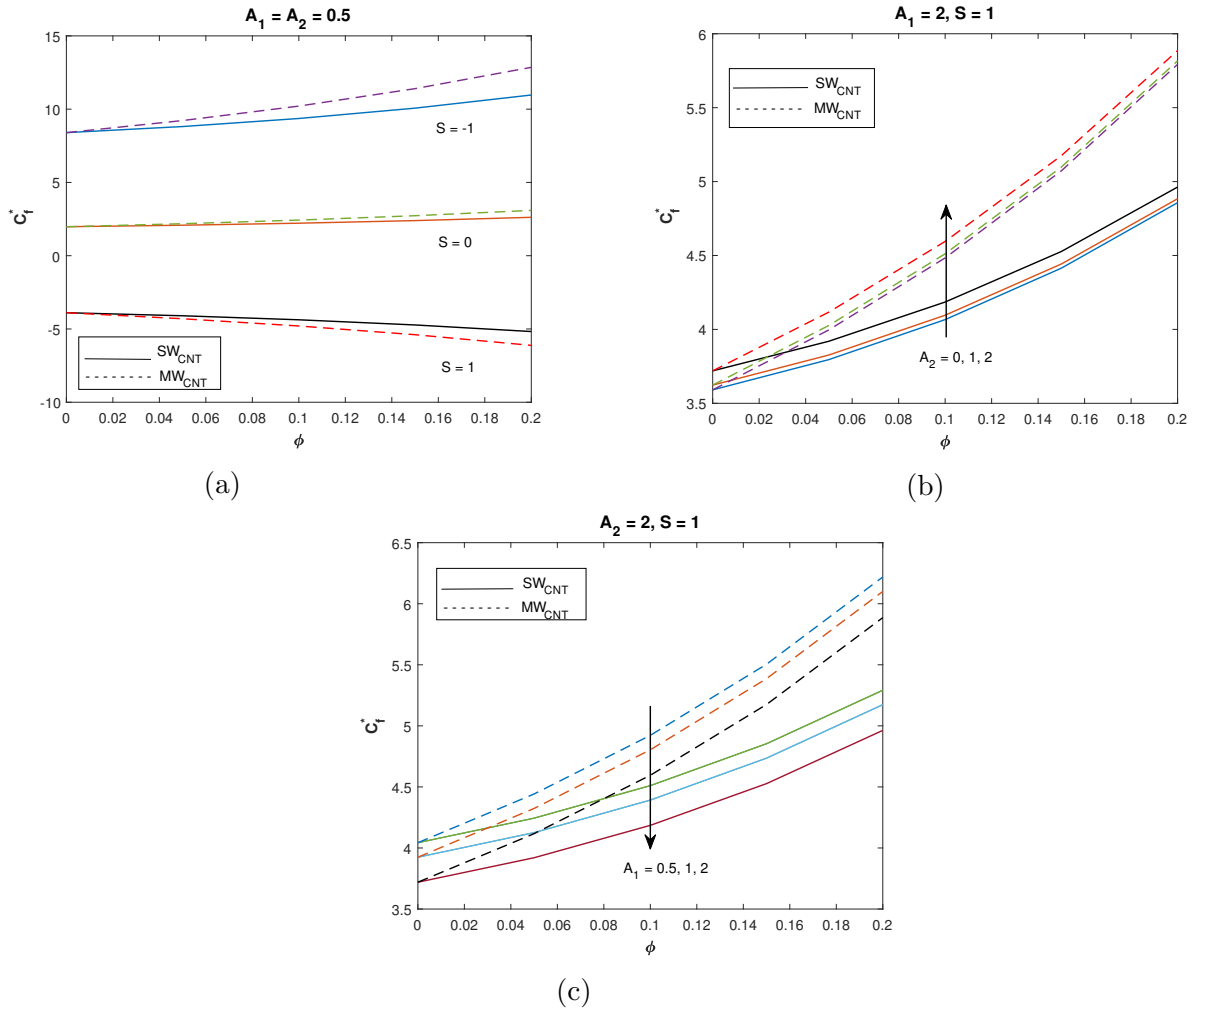 A1 = A2 = 0.5
15
10
5
0
-5
-10
C*f
S = -1
S = 0
S = 1
SWCNT
MWCNT
0 0.02 0.04 0.06 0.08 0.1 0.12 0.14 0.16 0.18 0.2
ϕ
(a)
A1 = 2, S = 1
6
5.5
5
4.5
4
3.5
C*f
SWCNT
MWCNT
A2 = 0, 1, 2
0 0.02 0.04 0.06 0.08 0.1 0.12 0.14 0.16 0.18 0.2
ϕ
(b)
A2 = 2, S = 1
6.5
6
5.5
5
4.5
4
3.5
C*f
SWCNT
MWCNT
A1 = 0.5, 1, 2
0 0.02 0.04 0.06 0.08 0.1 0.12 0.14 0.16 0.18 0.2
ϕ
(c)